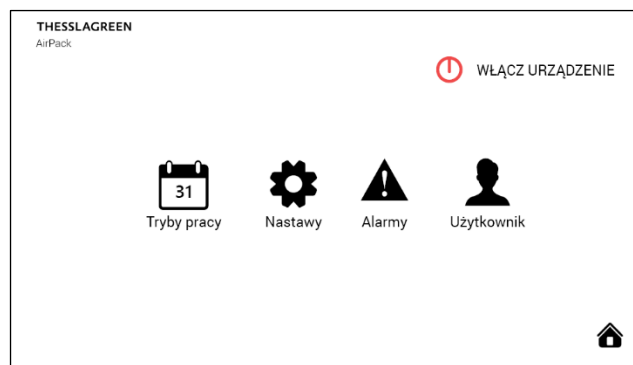 THESSLAGREEN
AirPack
WŁĄCZ URZĄDZENIE
31
Tryby pracy
Nastawy
Alarmy
Użytkownik